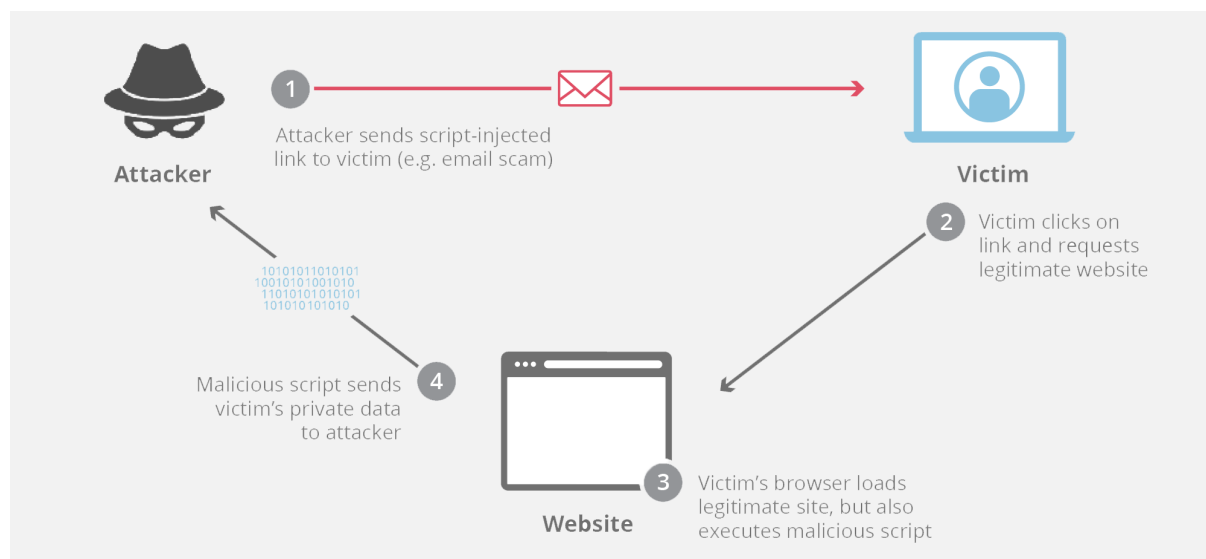 1
Attacker sends script-injected
link to victim (e.g. email scam)
Attacker
Victim
2
Victim clicks on
link and requests
legitimate website
10101011010101
10010101001010
11010101010101
101010101010
4
Malicious script sends
victim’s private data
to attacker
3
Victim’s browser loads
legitimate site, but also
executes malicious script
Website